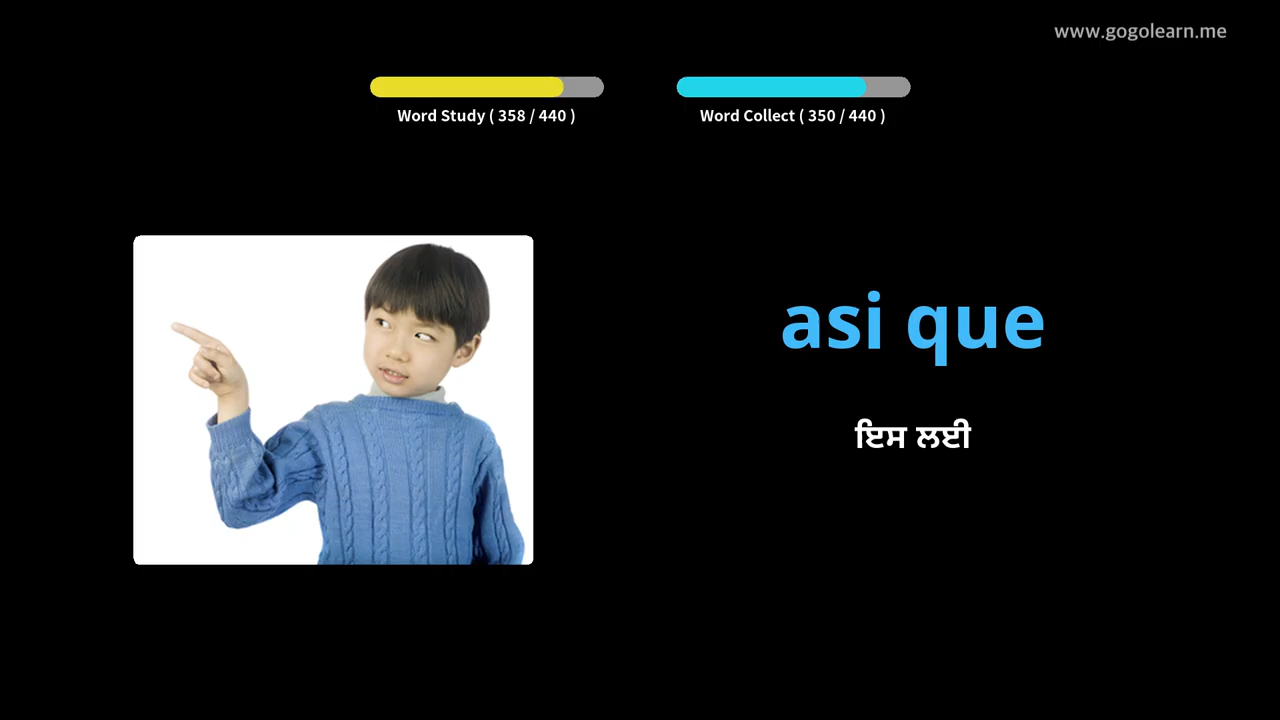 www.gogolearn.me
Word Study ( 358 / 440 )
Word Collect ( 350 / 440 )
asi que
ਇਸ ਲਈ